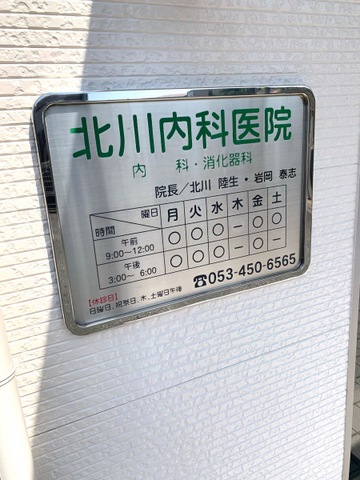 北川内科医院
内 科・消化器科
院長/北川 陸生・岩岡 泰志
曜日 時間 月 火 水 木 金 土
午前 9:00~12:00 ○ ○ ○ － ○ ○
午後 3:00~ 6:00 ○ ○ ○ － ○ －
☎053-450-6565
【休診日】
日曜日、祝祭日、木、土曜日午後